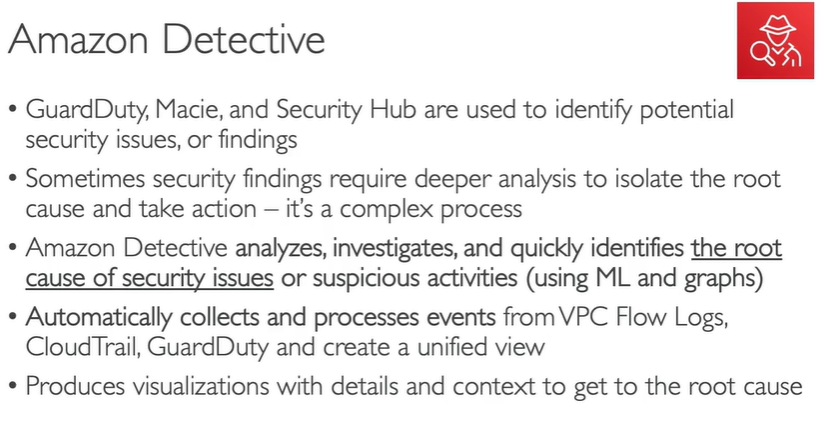 Amazon Detective
• GuardDuty, Macie, and Security Hub are used to identify potential
security issues, or findings
• Sometimes security findings require deeper analysis to isolate the root
cause and take action – it's a complex process
• Amazon Detective analyzes, investigates, and quickly identifies the root
cause of security issues or suspicious activities (using ML and graphs)
• Automatically collects and processes events from VPC Flow Logs,
CloudTrail, GuardDuty and create a unified view
• Produces visualizations with details and context to get to the root cause